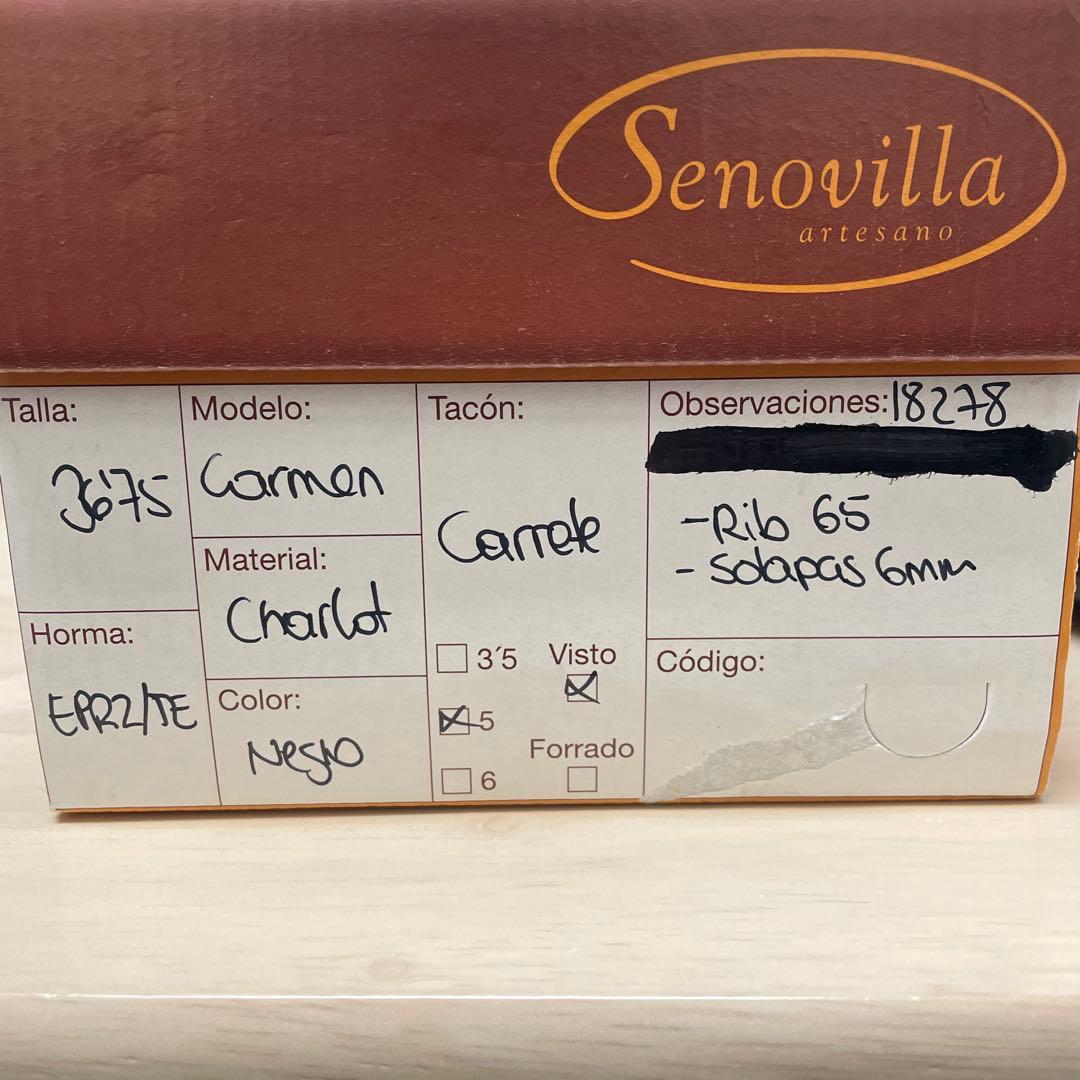 Senovilla
artesano
Talla:
36'75
Horma:
EPR2/TE
Modelo:
Carmen
Material:
Charlot
Color:
Negro
Tacón:
Carrete
3´5
5
6
Visto
Forrado
Observaciones: 18278
- Rib 65
- Solapas 6mm
Código: